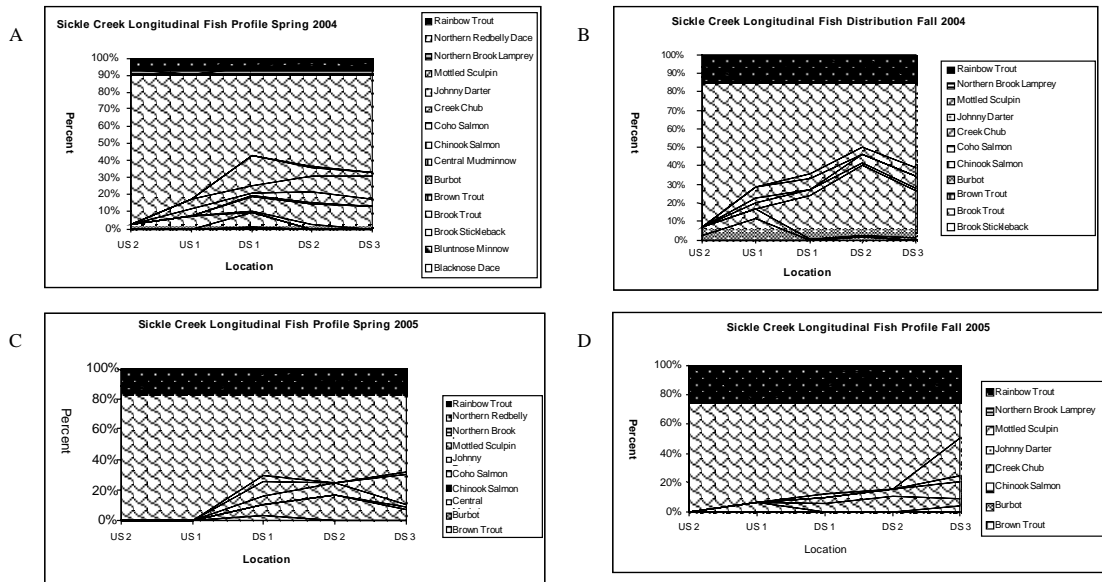 A
Sickle Creek Longitudinal Fish Profile Spring 2004
Percent
100%
90%
80%
70%
60%
50%
40%
30%
20%
10%
0%
US 2
US 1
DS 1
DS 2
DS 3
Location
Rainbow Trout
Northern Redbelly Dace
Northern Brook Lamprey
Mottled Sculpin
Johnny Darter
Creek Chub
Coho Salmon
Chinook Salmon
Central Mudminnow
Burbot
Brown Trout
Brook Trout
Brook Stickleback
Bluntnose Minnow
Blacknose Dace
B
Sickle Creek Longitudinal Fish Distribution Fall 2004
Percent
100%
90%
80%
70%
60%
50%
40%
30%
20%
10%
0%
US 2
US 1
DS 1
DS 2
DS 3
Location
Rainbow Trout
Northern Brook Lamprey
Mottled Sculpin
Johnny Darter
Creek Chub
Coho Salmon
Chinook Salmon
Burbot
Brown Trout
Brook Trout
Brook Stickleback
C
Sickle Creek Longitudinal Fish Profile Spring 2005
Percent
100%
80%
60%
40%
20%
0%
US 2
US 1
DS 1
DS 2
DS 3
Location
Rainbow Trout
Northern Redbelly
Northern Brook
Mottled Sculpin
Johnny
Coho Salmon
Chinook Salmon
Central
Burbot
Brown Trout
D
Sickle Creek Longitudinal Fish Profile Fall 2005
Percent
100%
80%
60%
40%
20%
0%
US 2
US 1
DS 1
DS 2
DS 3
Location
Rainbow Trout
Northern Brook Lamprey
Mottled Sculpin
Johnny Darter
Creek Chub
Chinook Salmon
Burbot
Brown Trout